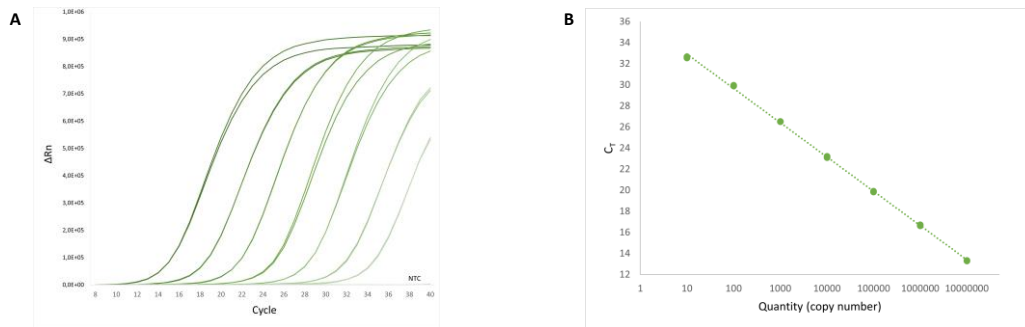 A
1,0E+06
9,0E+05
8,0E+05
7,0E+05
6,0E+05
5,0E+05
4,0E+05
3,0E+05
2,0E+05
1,0E+05
0,0E+00
ΔRn
NTC
8 10 12 14 16 18 20 22 24 26 28 30 32 34 36 38 40
Cycle
B
36
34
32
30
28
26
24
22
20
18
16
14
12
CT
1 10 100 1000 10000 100000 1000000 10000000
Quantity (copy number)